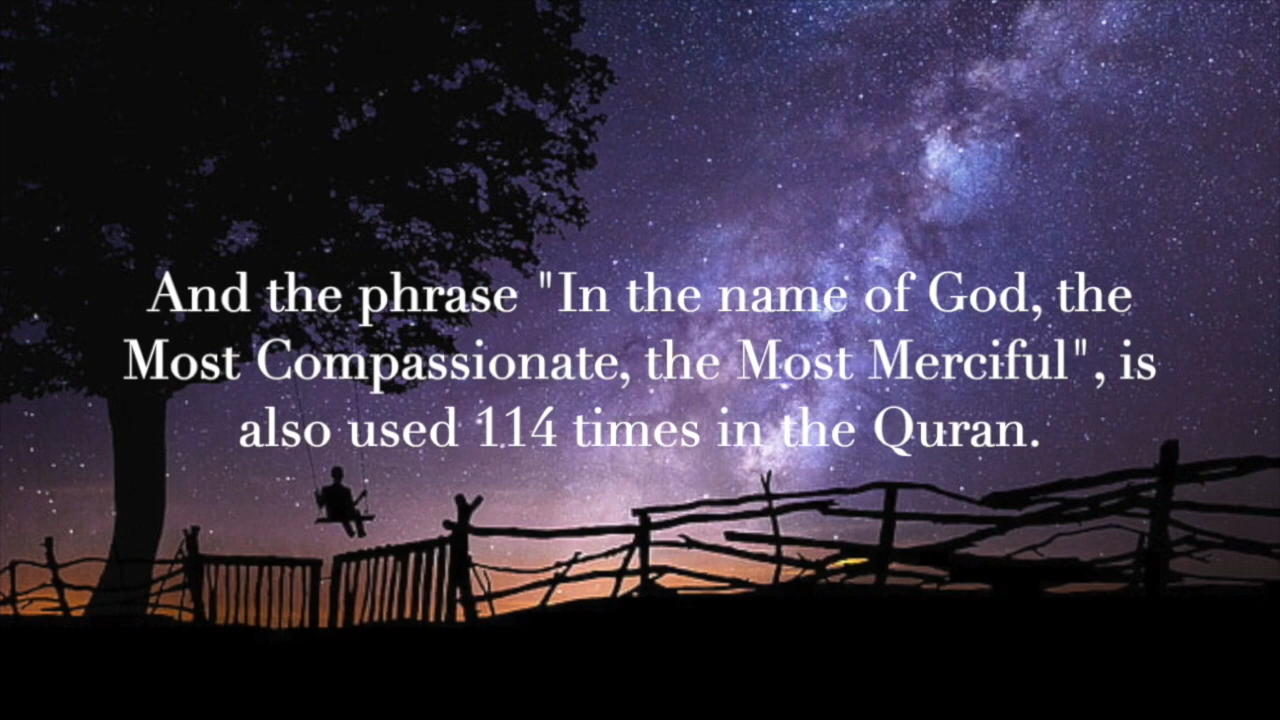 And the phrase "In the name of God, the
Most Compassionate, the Most Merciful", is
also used 114 times in the Quran.